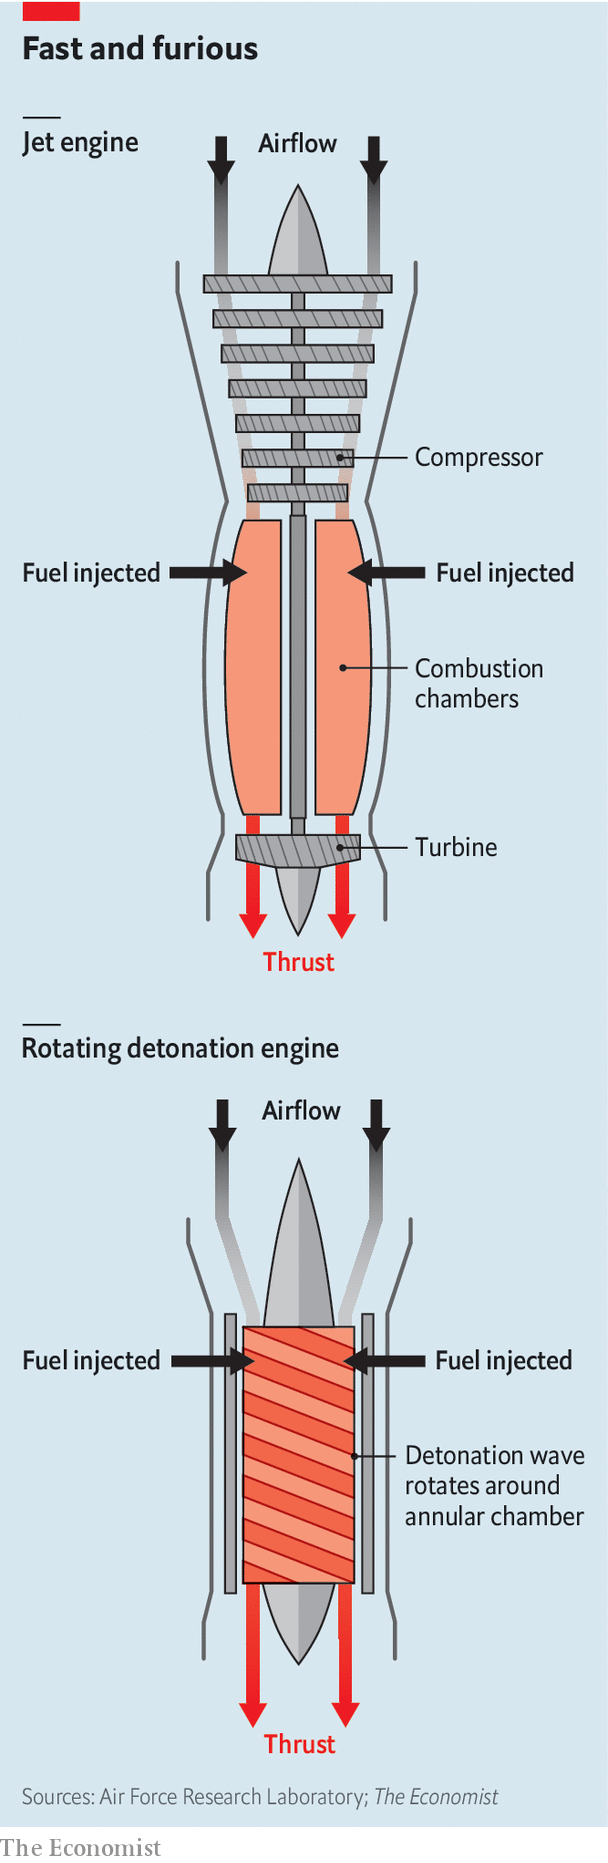 Fast and furious
Jet engine
Airflow
Compressor
Fuel injected
Fuel injected
Combustion
chambers
Turbine
Thrust
Rotating detonation engine
Airflow
Fuel injected
Fuel injected
Detonation wave
rotates around
annular chamber
Thrust
Sources: Air Force Research Laboratory; The Economist
The Economist